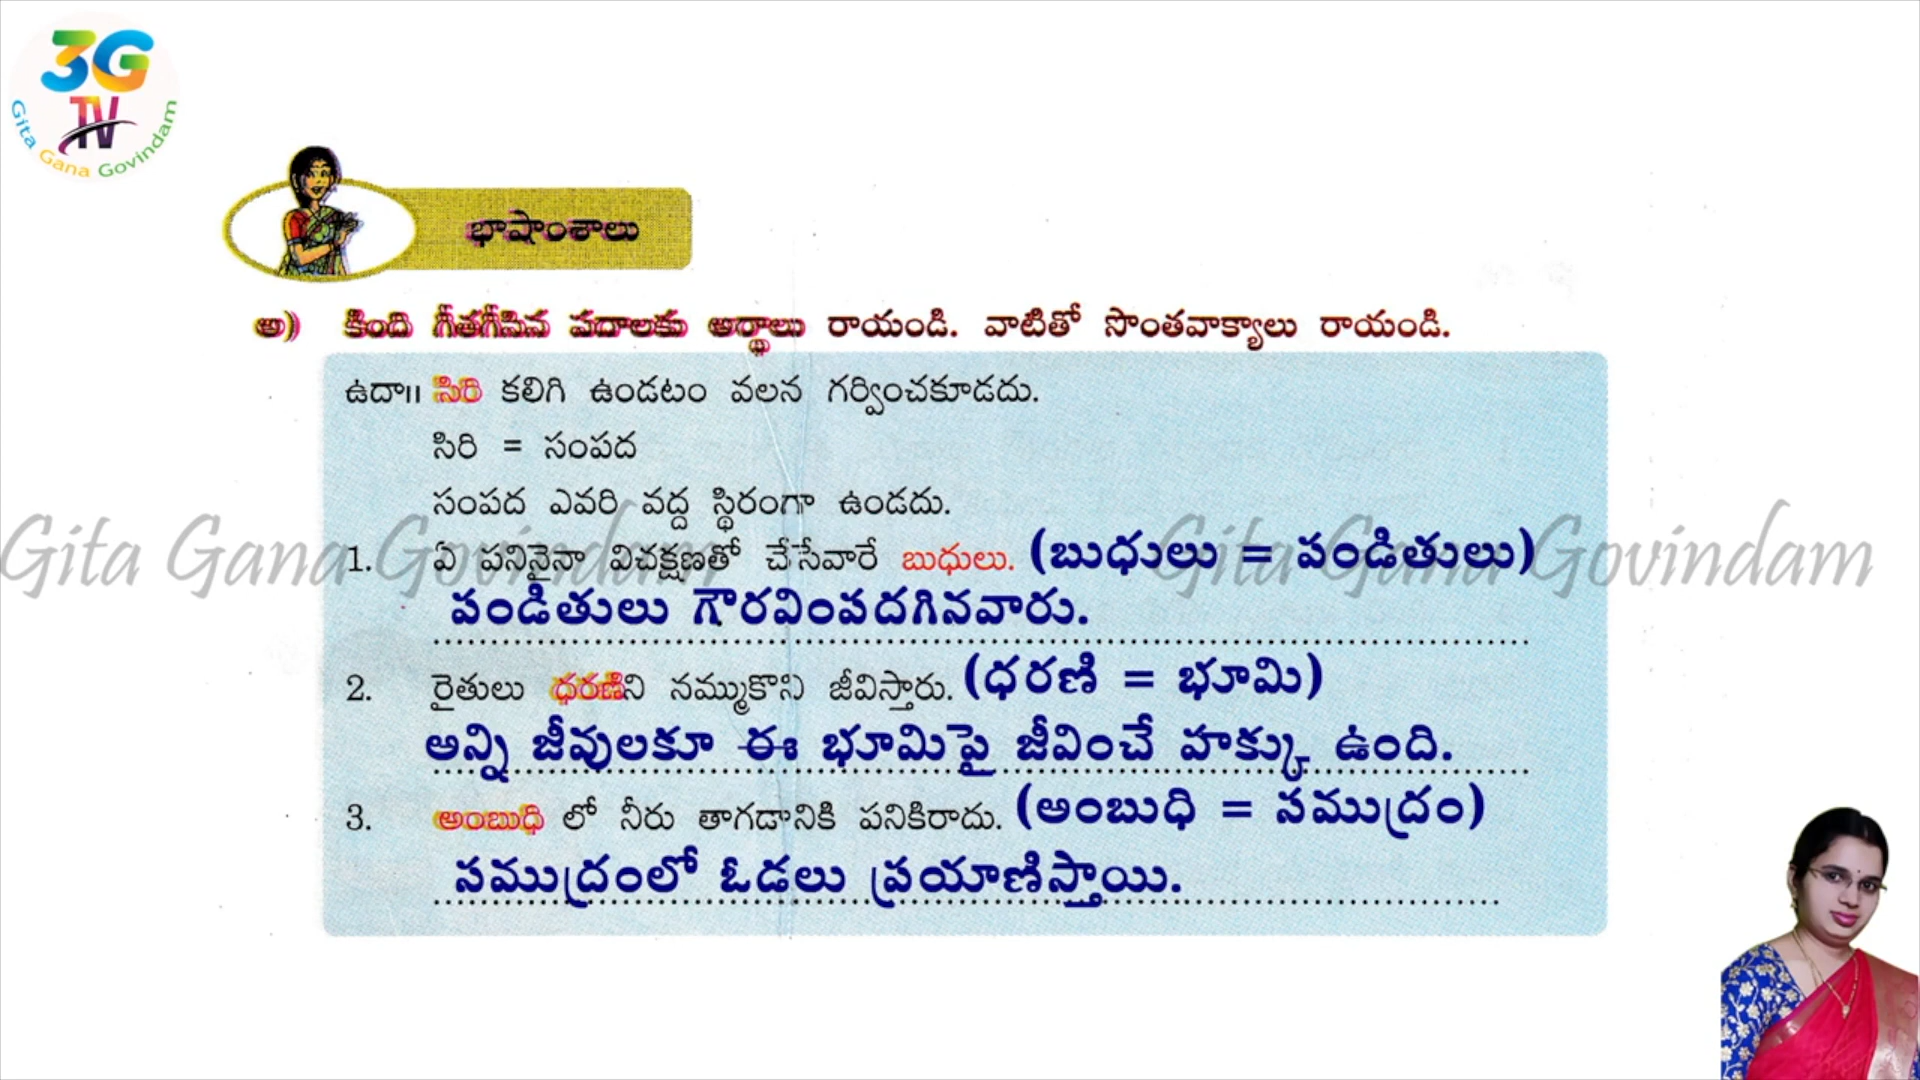 3G
TV
Gita Gana Govindam
భాషాంశాలు
అ) కింది గీతగీసిన పదాలకు అర్థాలు రాయండి. వాటితో సొంతవాక్యాలు రాయండి.
ఉదా॥ సిరి కలిగి ఉండటం వలన గర్వించకూడదు.
సిరి = సంపద
సంపద ఎవరి వద్ద స్థిరంగా ఉండదు.
Gita Gana Govindam Gita Gana Govindam
1. ఏ పనినైనా విచక్షణతో చేసేవారే బుధులు. (బుధులు = పండితులు)
పండితులు గౌరవింపదగినవారు.
2. రైతులు ధరణిని నమ్ముకొని జీవిస్తారు. (ధరణి = భూమి)
అన్ని జీవులకూ ఈ భూమిపై జీవించే హక్కు ఉంది.
3. అంబుధి లో నీరు తాగడానికి పనికిరాదు. (అంబుధి = సముద్రం)
సముద్రంలో ఓడలు ప్రయాణిస్తాయి.